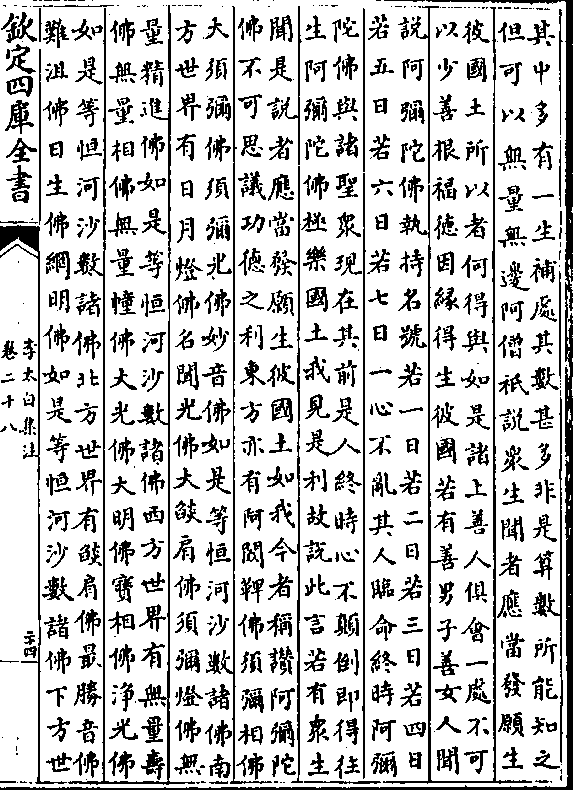 其中多有一生補處其數甚多非是算數所能知之
但可以無量無邊阿僧祇說衆生聞者應當發願生
彼國土所以者何得與如是諸上善人俱會一處不可
以少善根福徳因緣得生彼國若有善男子善女人聞
說阿彌陀佛執持名號若一日若二日若三日若四日
若五日若六日若七日一心不亂其人臨命終時阿彌
陀佛與諸聖衆現在其前是人終時心不顛倒即得往
生阿彌陀佛極樂國土我見是利故說此言若有衆生
聞是說者應當發願生彼國土如我今者稱讚阿彌陀
佛不可思議功德之利東方亦有阿閦鞞佛須彌相佛
大須彌佛須彌光佛妙音佛如是等恒河沙數諸佛南
方世界有日月燈佛名聞光佛大燄肩佛須彌燈佛無
量精進佛如是等恒河沙數諸佛西方世界有無量壽
佛無量相佛無量幢佛大光佛大明佛寶相佛淨光佛
如是等恒河沙數諸佛北方世界有燄肩佛最勝音佛
難沮佛日生佛網明佛如是等恒河沙數諸佛下方世
欽定四庫全書
李太白集注
卷二十八
二十四